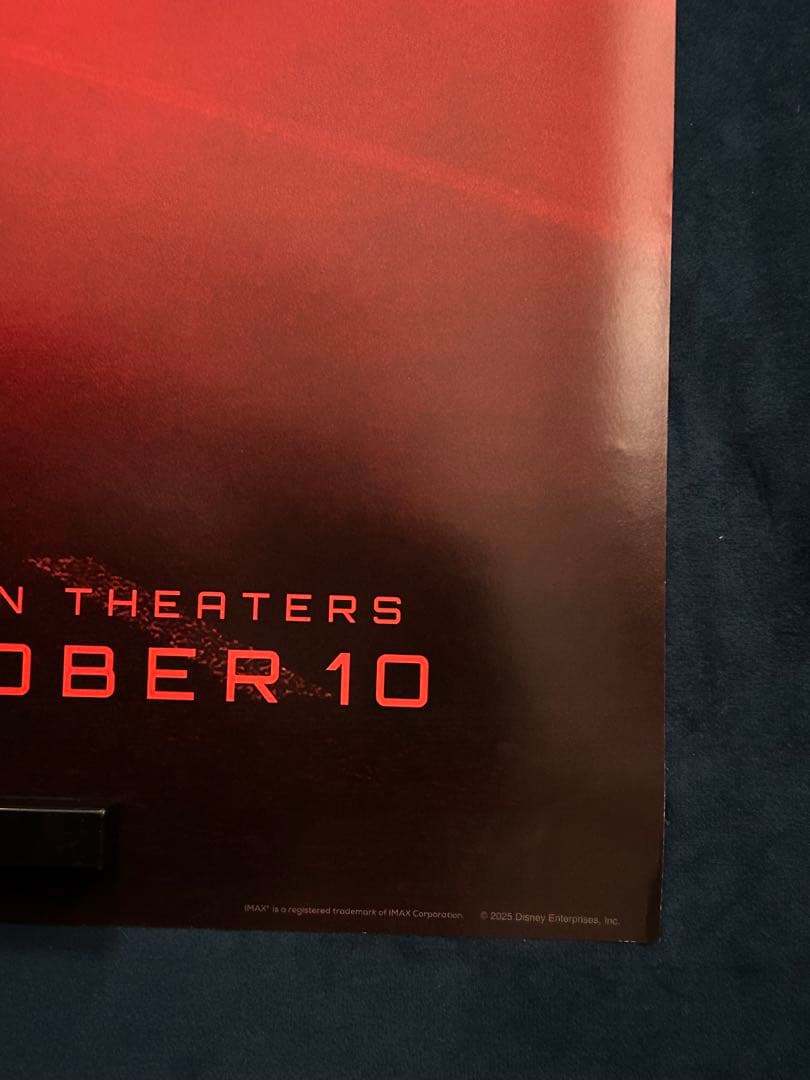 N THEATERS
OBER 10
IMAX® is a registered trademark of IMAX Corporation. © 2025 Disney Enterprises, Inc.